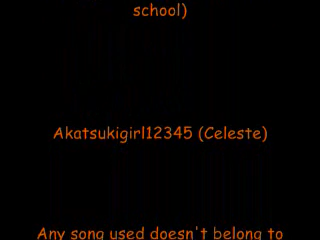 school)
Akatsukigirl12345 (Celeste)
Any song used doesn't belong to